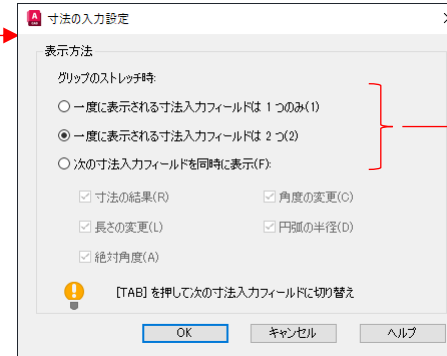 寸法の入力設定
表示方法
グリップのストレッチ時:
一度に表示される寸法入力フィールドは 1 つのみ(1)
一度に表示される寸法入力フィールドは 2 つ(2)
次の寸法入力フィールドを同時に表示(F):
寸法の結果(R) 角度の変更(C)
長さの変更(L) 円弧の半径(D)
絶対角度(A)
[TAB] を押して次の寸法入力フィールドに切り替え
OK キャンセル ヘルプ